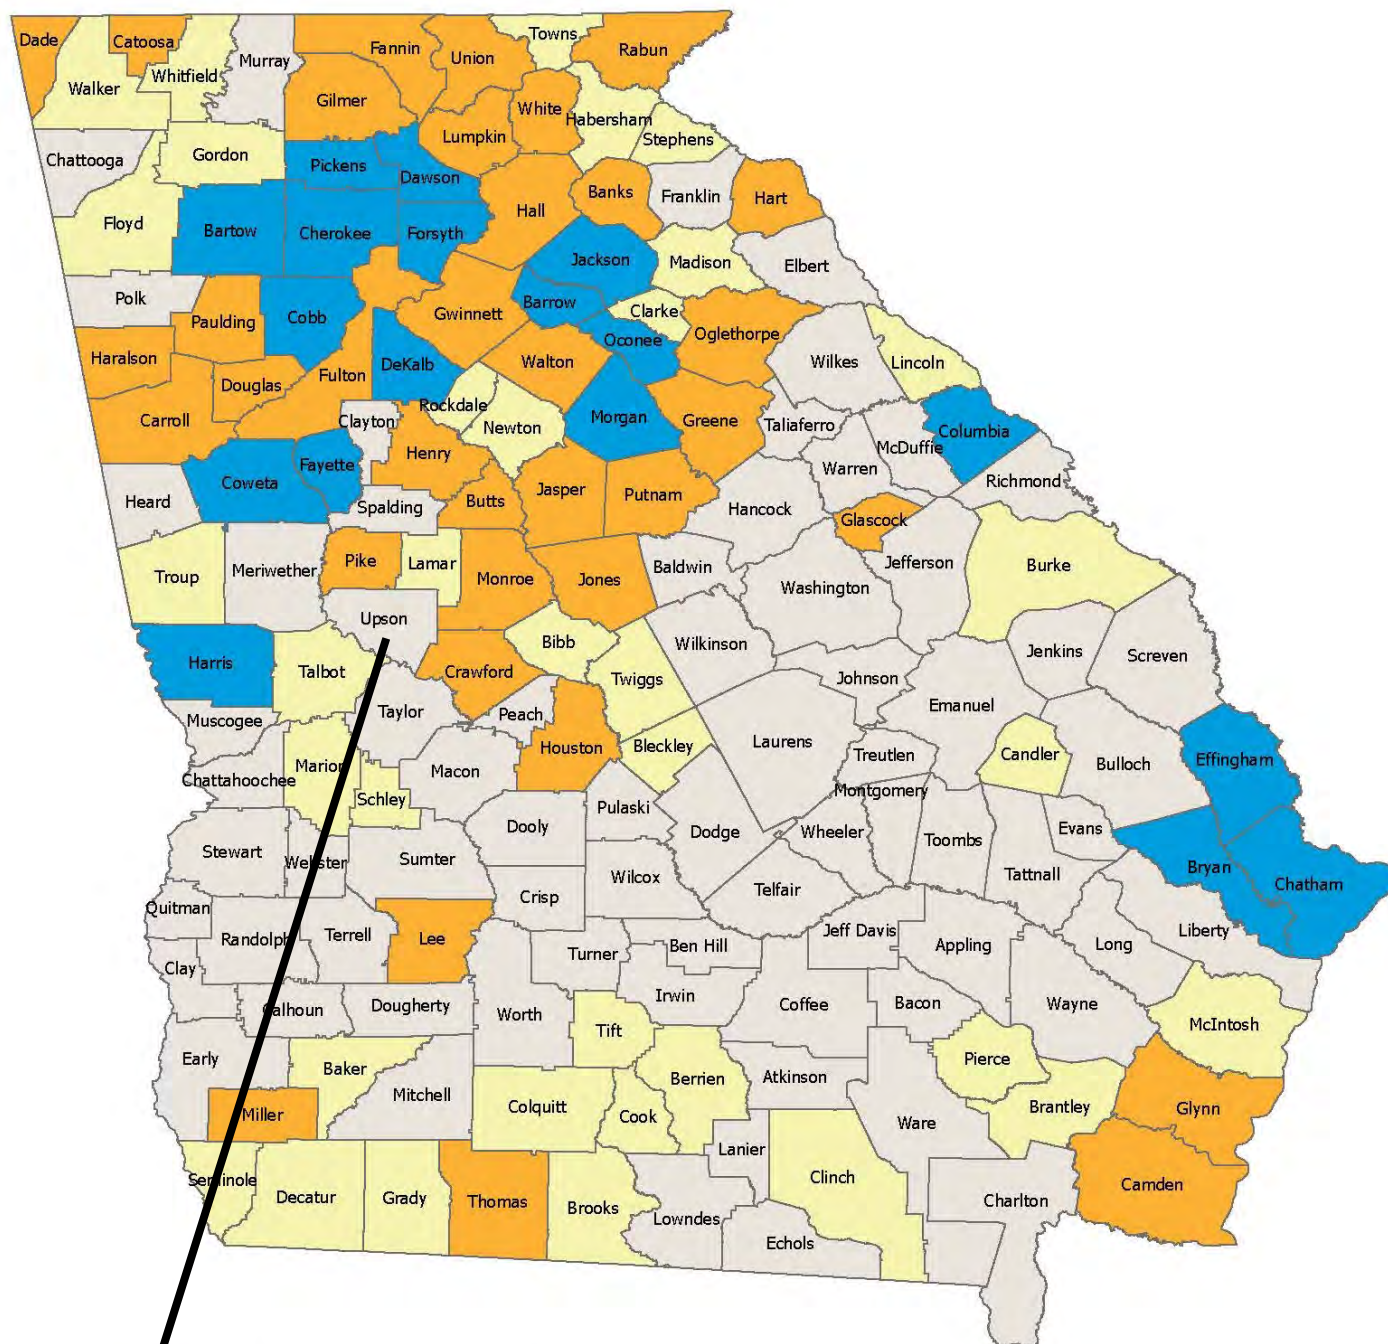 Dade
Catoosa
Walker
Whitfield
Murray
Fannin
Union
Towns
Rabun
Gilmer
White
Lumpkin
Habersham
Stephens
Chattooga
Gordon
Pickens
Dawson
Banks
Franklin
Hart
Hall
Floyd
Bartow
Cherokee
Forsyth
Jackson
Madison
Elbert
Polk
Paulding
Cobb
Gwinnett
Barrow
Clarke
Oconee
Oglethorpe
Haralson
Douglas
Fulton
DeKalb
Walton
Wilkes
Lincoln
Carroll
Clayton
Rockdale
Newton
Morgan
Greene
Taliaferro
McDuffie
Columbia
Henry
Coweta
Fayette
Heard
Spalding
Butts
Jasper
Putnam
Warren
Richmond
Hancock
Glascock
Jefferson
Burke
Troup
Meriwether
Pike
Lamar
Monroe
Jones
Baldwin
Washington
Upson
Bibb
Wilkinson
Jenkins
Screven
Harris
Talbot
Crawford
Twiggs
Johnson
Emanuel
Muscogee
Taylor
Peach
Houston
Bleckley
Laurens
Treutlen
Candler
Bulloch
Effingham
Chattahoochee
Marion
Macon
Schley
Pulaski
Montgomery
Dooly
Dodge
Wheeler
Toombs
Evans
Stewart
Webster
Sumter
Crisp
Wilcox
Telfair
Tattnall
Bryan
Chatham
Quitman
Randolph
Terrell
Lee
Turner
Ben Hill
Jeff Davis
Appling
Long
Liberty
Clay
Calhoun
Dougherty
Worth
Irwin
Coffee
Bacon
Wayne
Early
Baker
Mitchell
Tift
Berrien
Atkinson
Pierce
McIntosh
Miller
Colquitt
Cook
Lanier
Ware
Brantley
Glynn
Seminole
Decatur
Grady
Thomas
Brooks
Lowndes
Echols
Clinch
Charlton
Camden